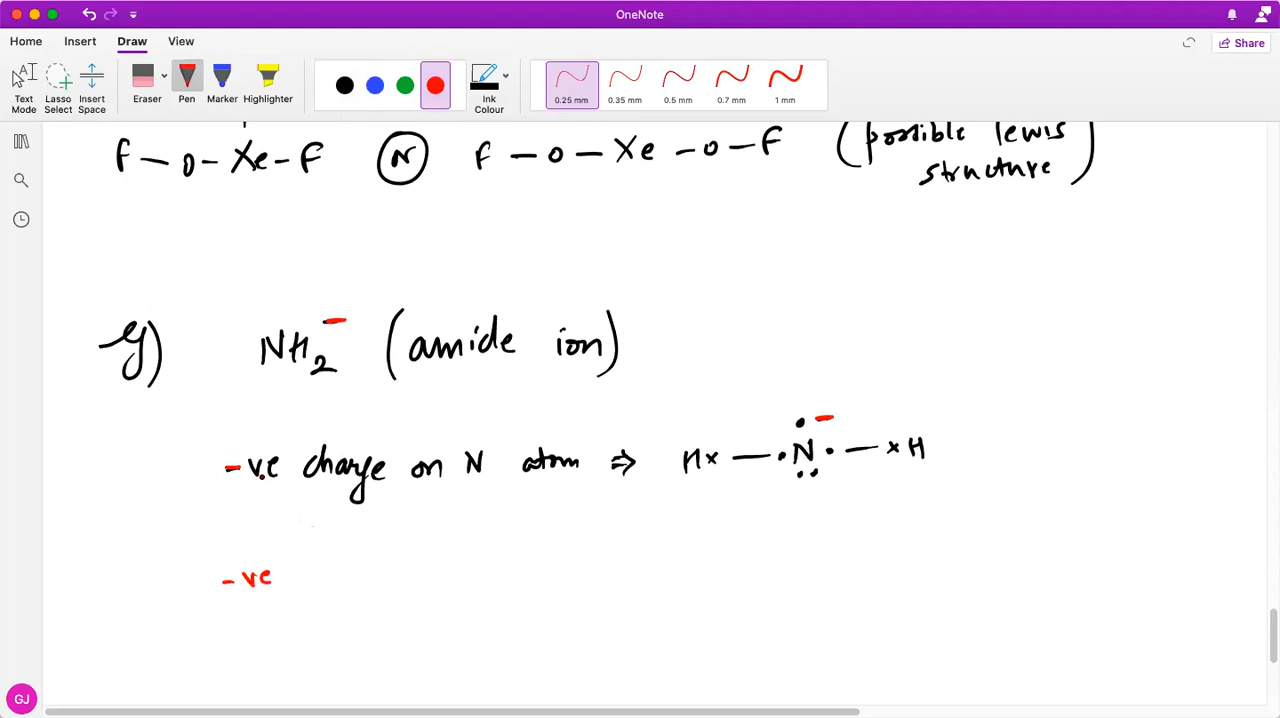 OneNote
Home Insert Draw View
Share
Text Mode
Lasso Select
Insert Space
Eraser
Pen
Marker
Highlighter
Ink Colour
0.25 mm
0.35 mm
0.5 mm
0.7 mm
1 mm
F — O — Xe — F (N) F — O — Xe — O — F (possible lewis
structure)
NH2− (amide ion)
-ve charge on N atom ⇒ H× — ·N· — ×H
-ve
GJ